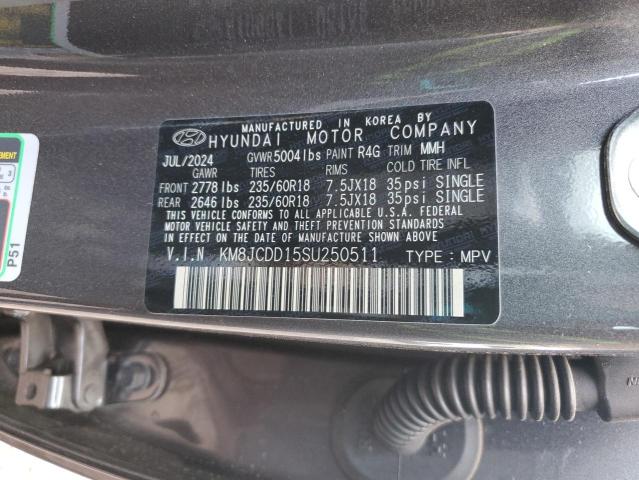 MANUFACTURED IN KOREA BY
HYUNDAI MOTOR COMPANY
JUL/2024 GVWR 5004 lbs PAINT R4G TRIM MMH
GAWR TIRES RIMS COLD TIRE INFL
FRONT 2778 lbs 235/60R18 7.5JX18 35psi SINGLE
REAR 2646 lbs 235/60R18 7.5JX18 35psi SINGLE
THIS VEHICLE CONFORMS TO ALL APPLICABLE U.S.A. FEDERAL
MOTOR VEHICLE SAFETY AND THEFT PREVENTION STANDARDS
IN EFFECT ON THE DATE OF MANUFACTURE SHOWN ABOVE.
V.I.N KM8JCDD15SU250511 TYPE : MPV
P51